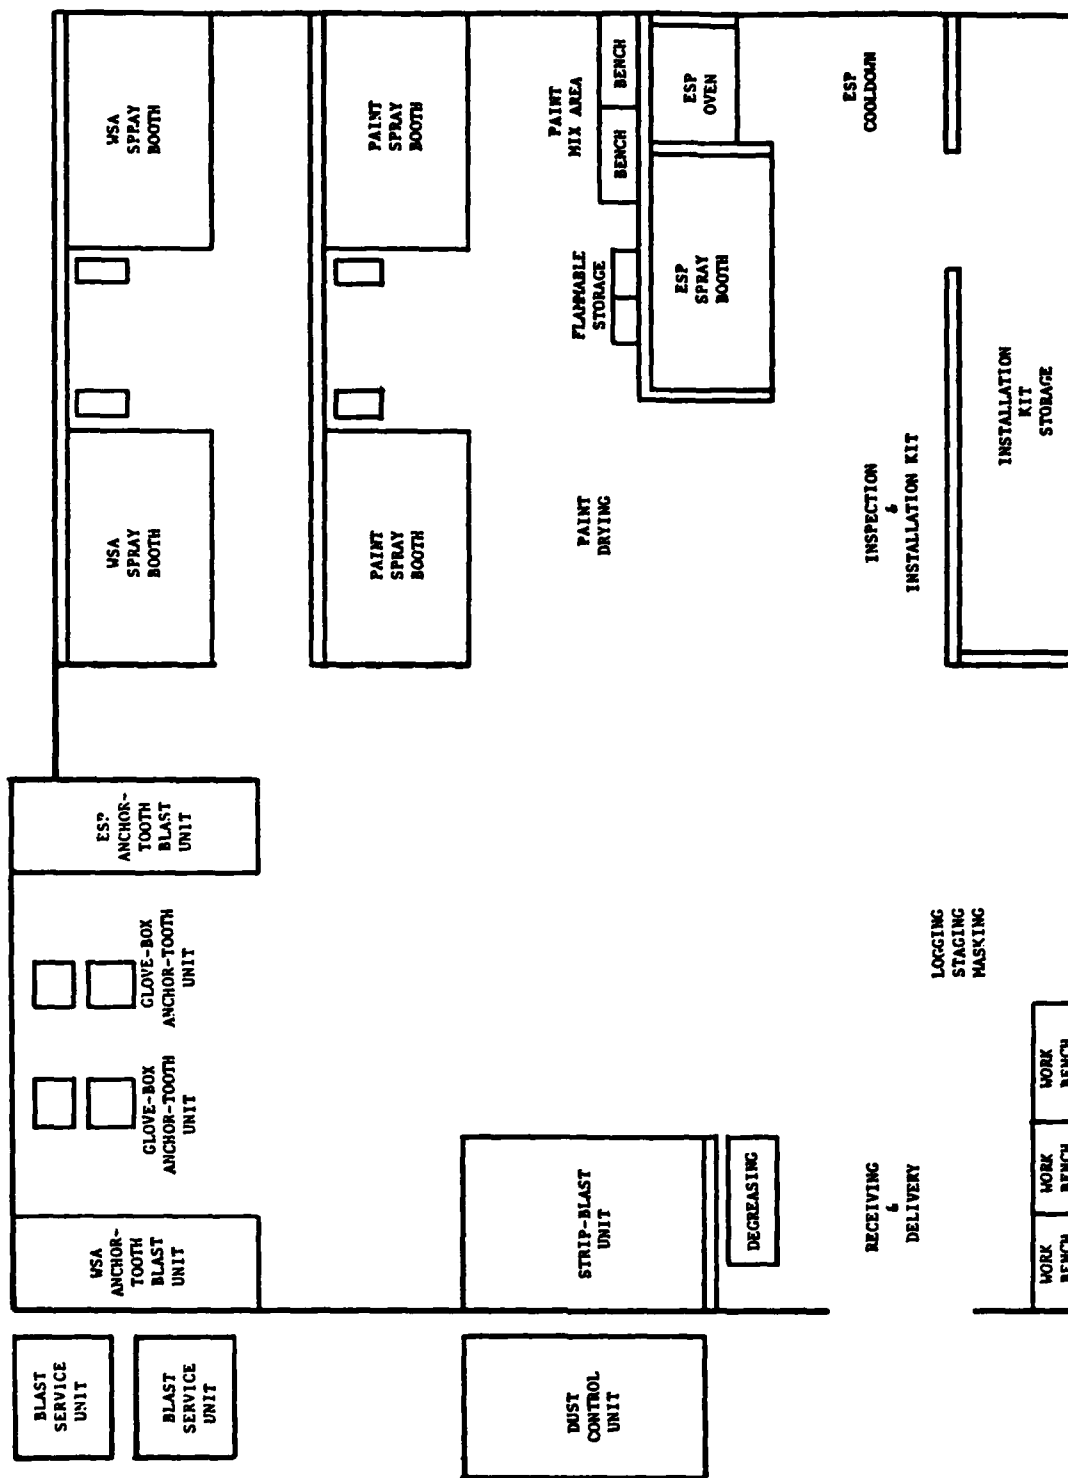 WSA
SPRAY
BOOTH
PAINT
SPRAY
BOOTH
PAINT
MIX AREA
BENCH
BENCH
ESP
OVEN
ESP
COOLDOWN
FLAMMABLE
STORAGE
ESP
SPRAY
BOOTH
WSA
SPRAY
BOOTH
PAINT
SPRAY
BOOTH
PAINT
DRYING
INSPECTION
&
INSTALLATION KIT
INSTALLATION
KIT
STORAGE
ESP
ANCHOR-
TOOTH
BLAST
UNIT
GLOVE-BOX
ANCHOR-TOOTH
UNIT
GLOVE-BOX
ANCHOR-TOOTH
UNIT
LOGGING
STAGING
MASKING
WSA
ANCHOR-
TOOTH
BLAST
UNIT
STRIP-BLAST
UNIT
DEGREASING
RECEIVING
&
DELIVERY
WORK
BENCH
WORK
BENCH
WORK
BENCH
BLAST
SERVICE
UNIT
BLAST
SERVICE
UNIT
DUST
CONTROL
UNIT